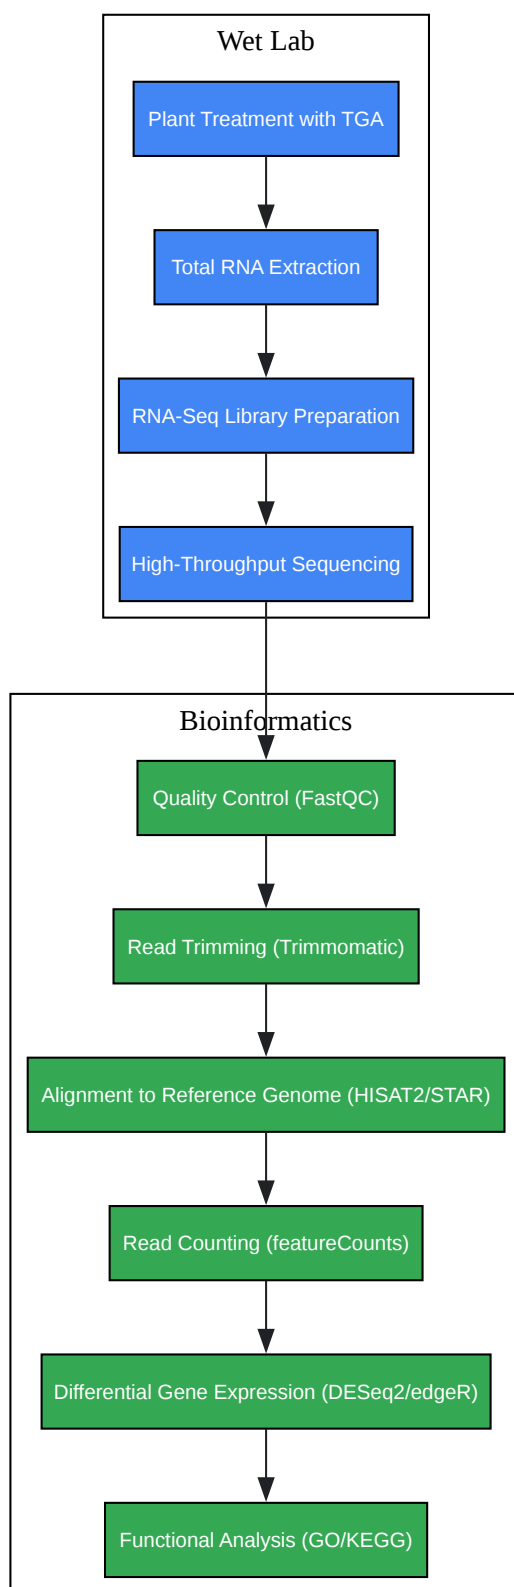 Wet Lab
Plant Treatment with TGA
Total RNA Extraction
RNA-Seq Library Preparation
High-Throughput Sequencing
Bioinformatics
Quality Control (FastQC)
Read Trimming (Trimmomatic)
Alignment to Reference Genome (HISAT2/STAR)
Read Counting (featureCounts)
Differential Gene Expression (DESeq2/edgeR)
Functional Analysis (GO/KEGG)